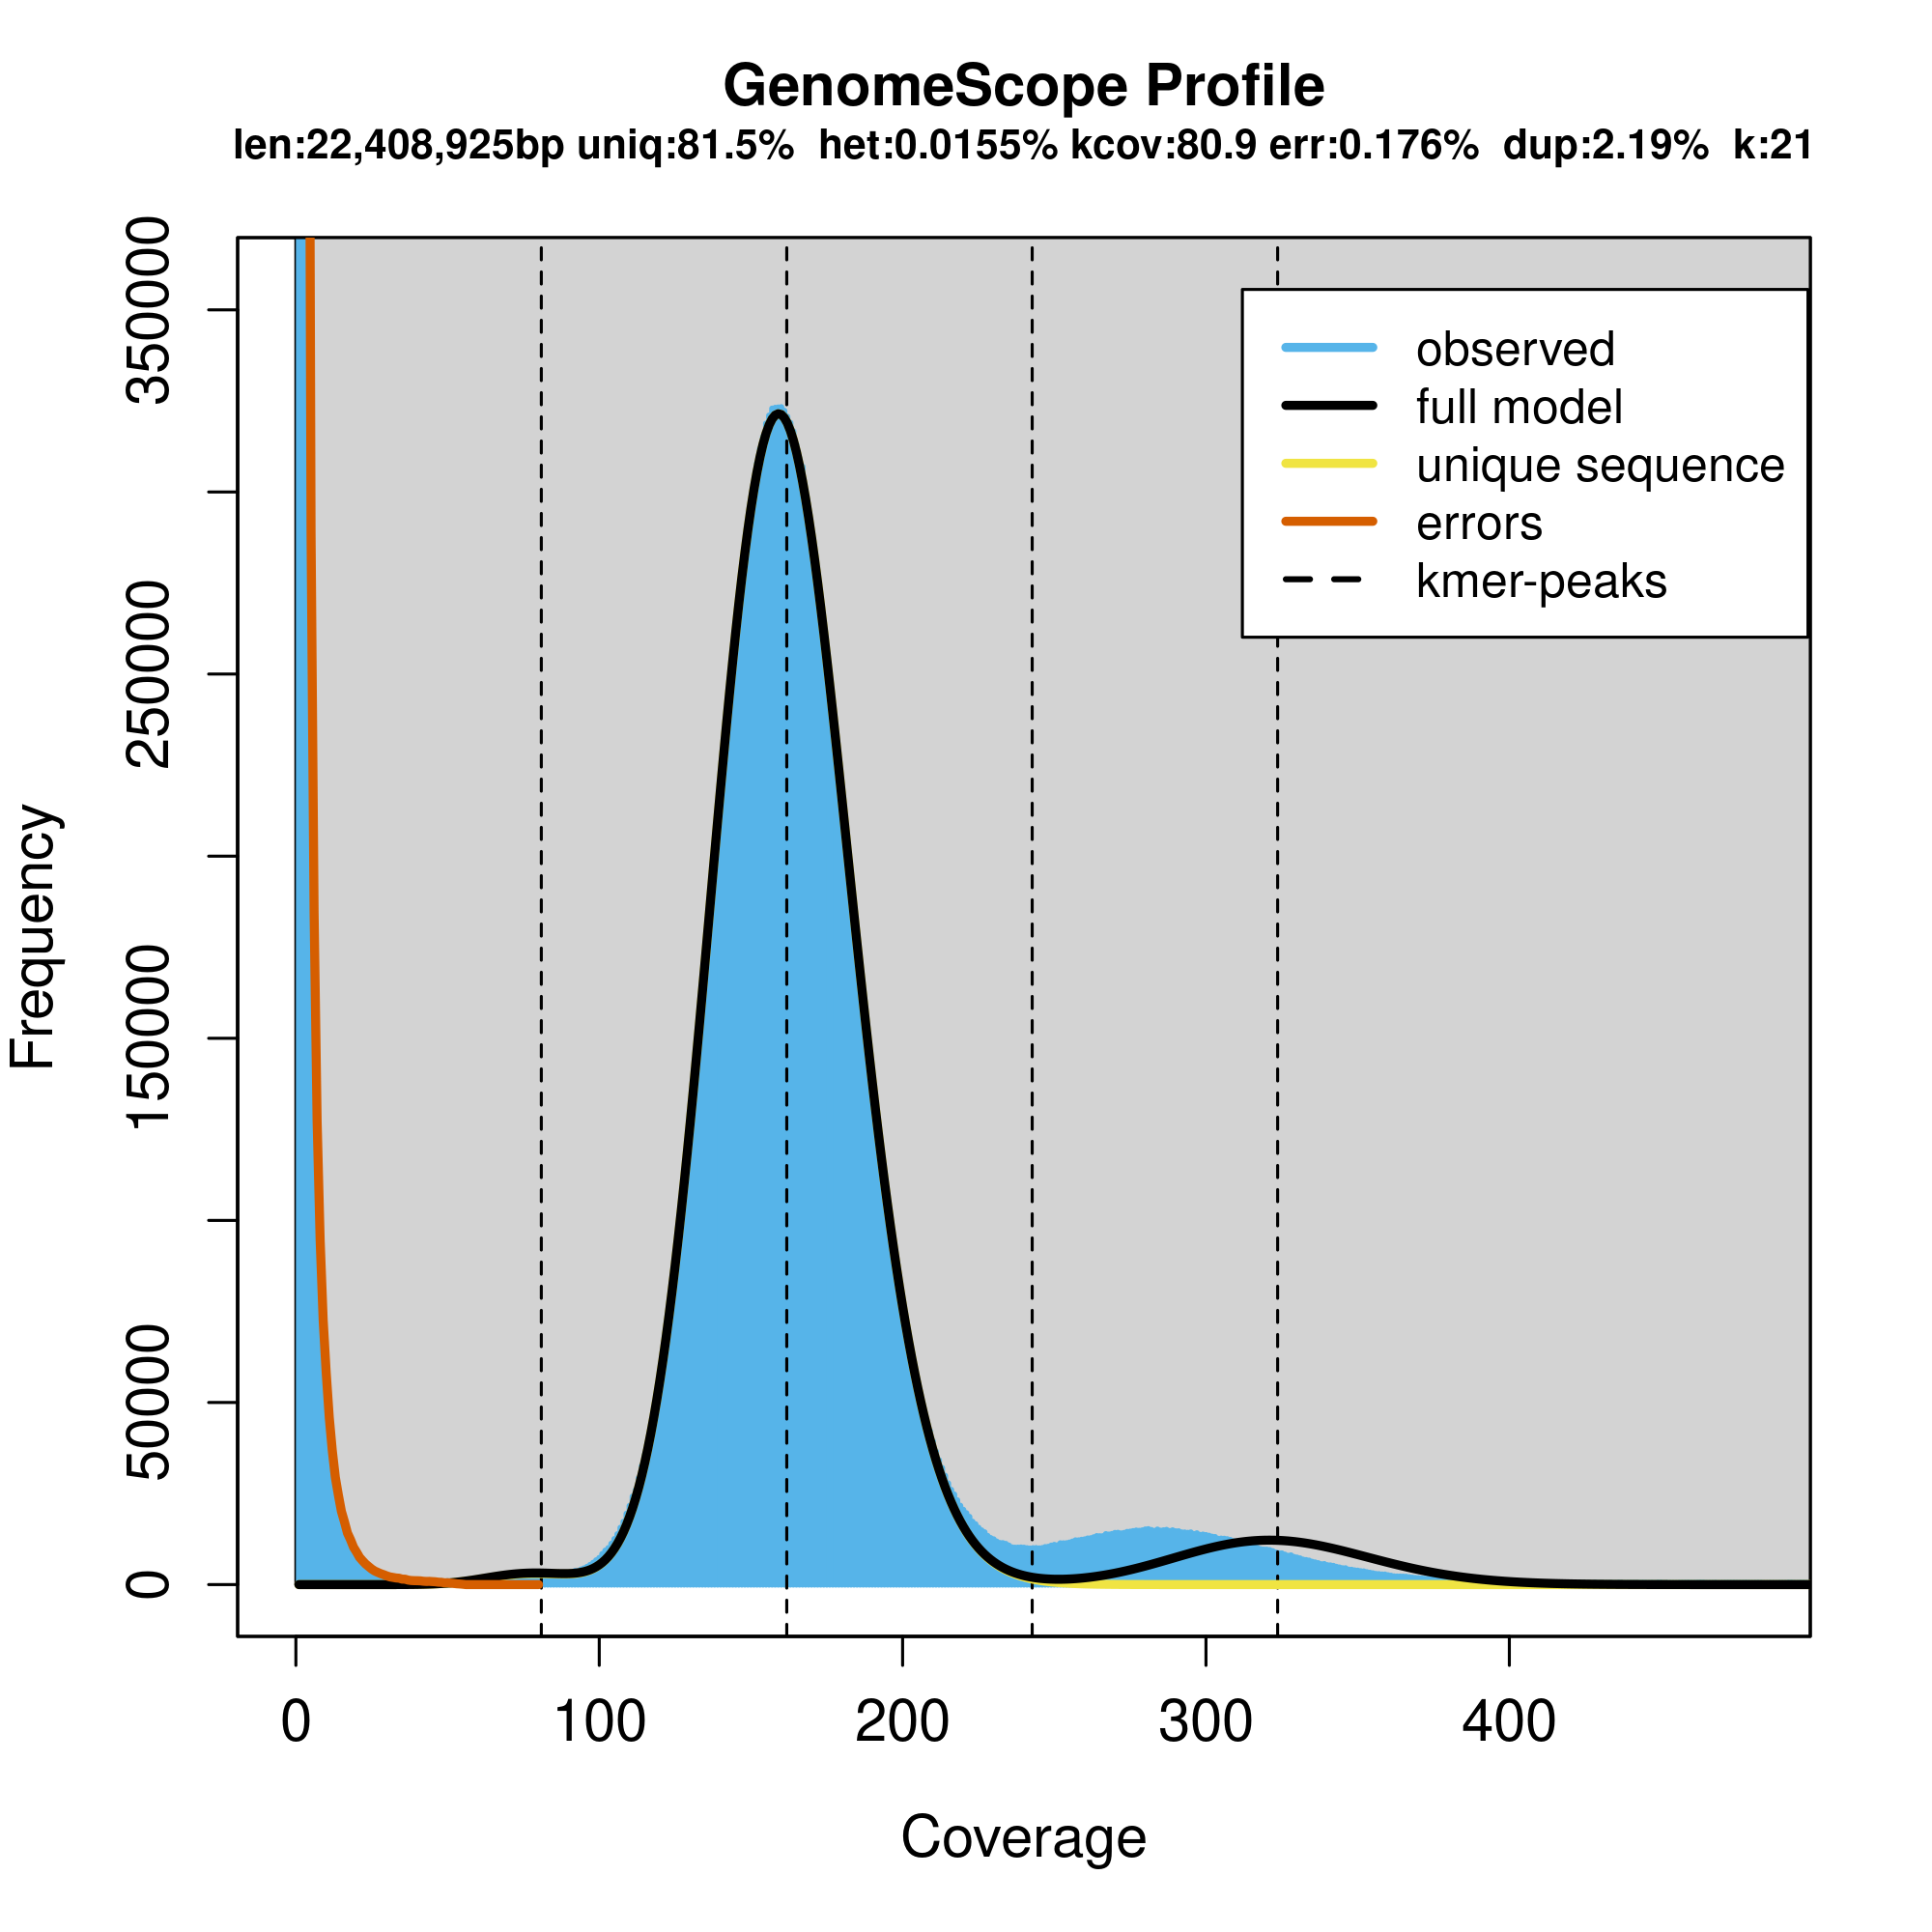 GenomeScope Profile
len:22,408,925bp uniq:81.5% het:0.0155% kcov:80.9 err:0.176% dup:2.19% k:21
observed
full model
unique sequence
errors
kmer-peaks
Frequency
350000
250000
150000
50000
0
0 100 200 300 400
Coverage